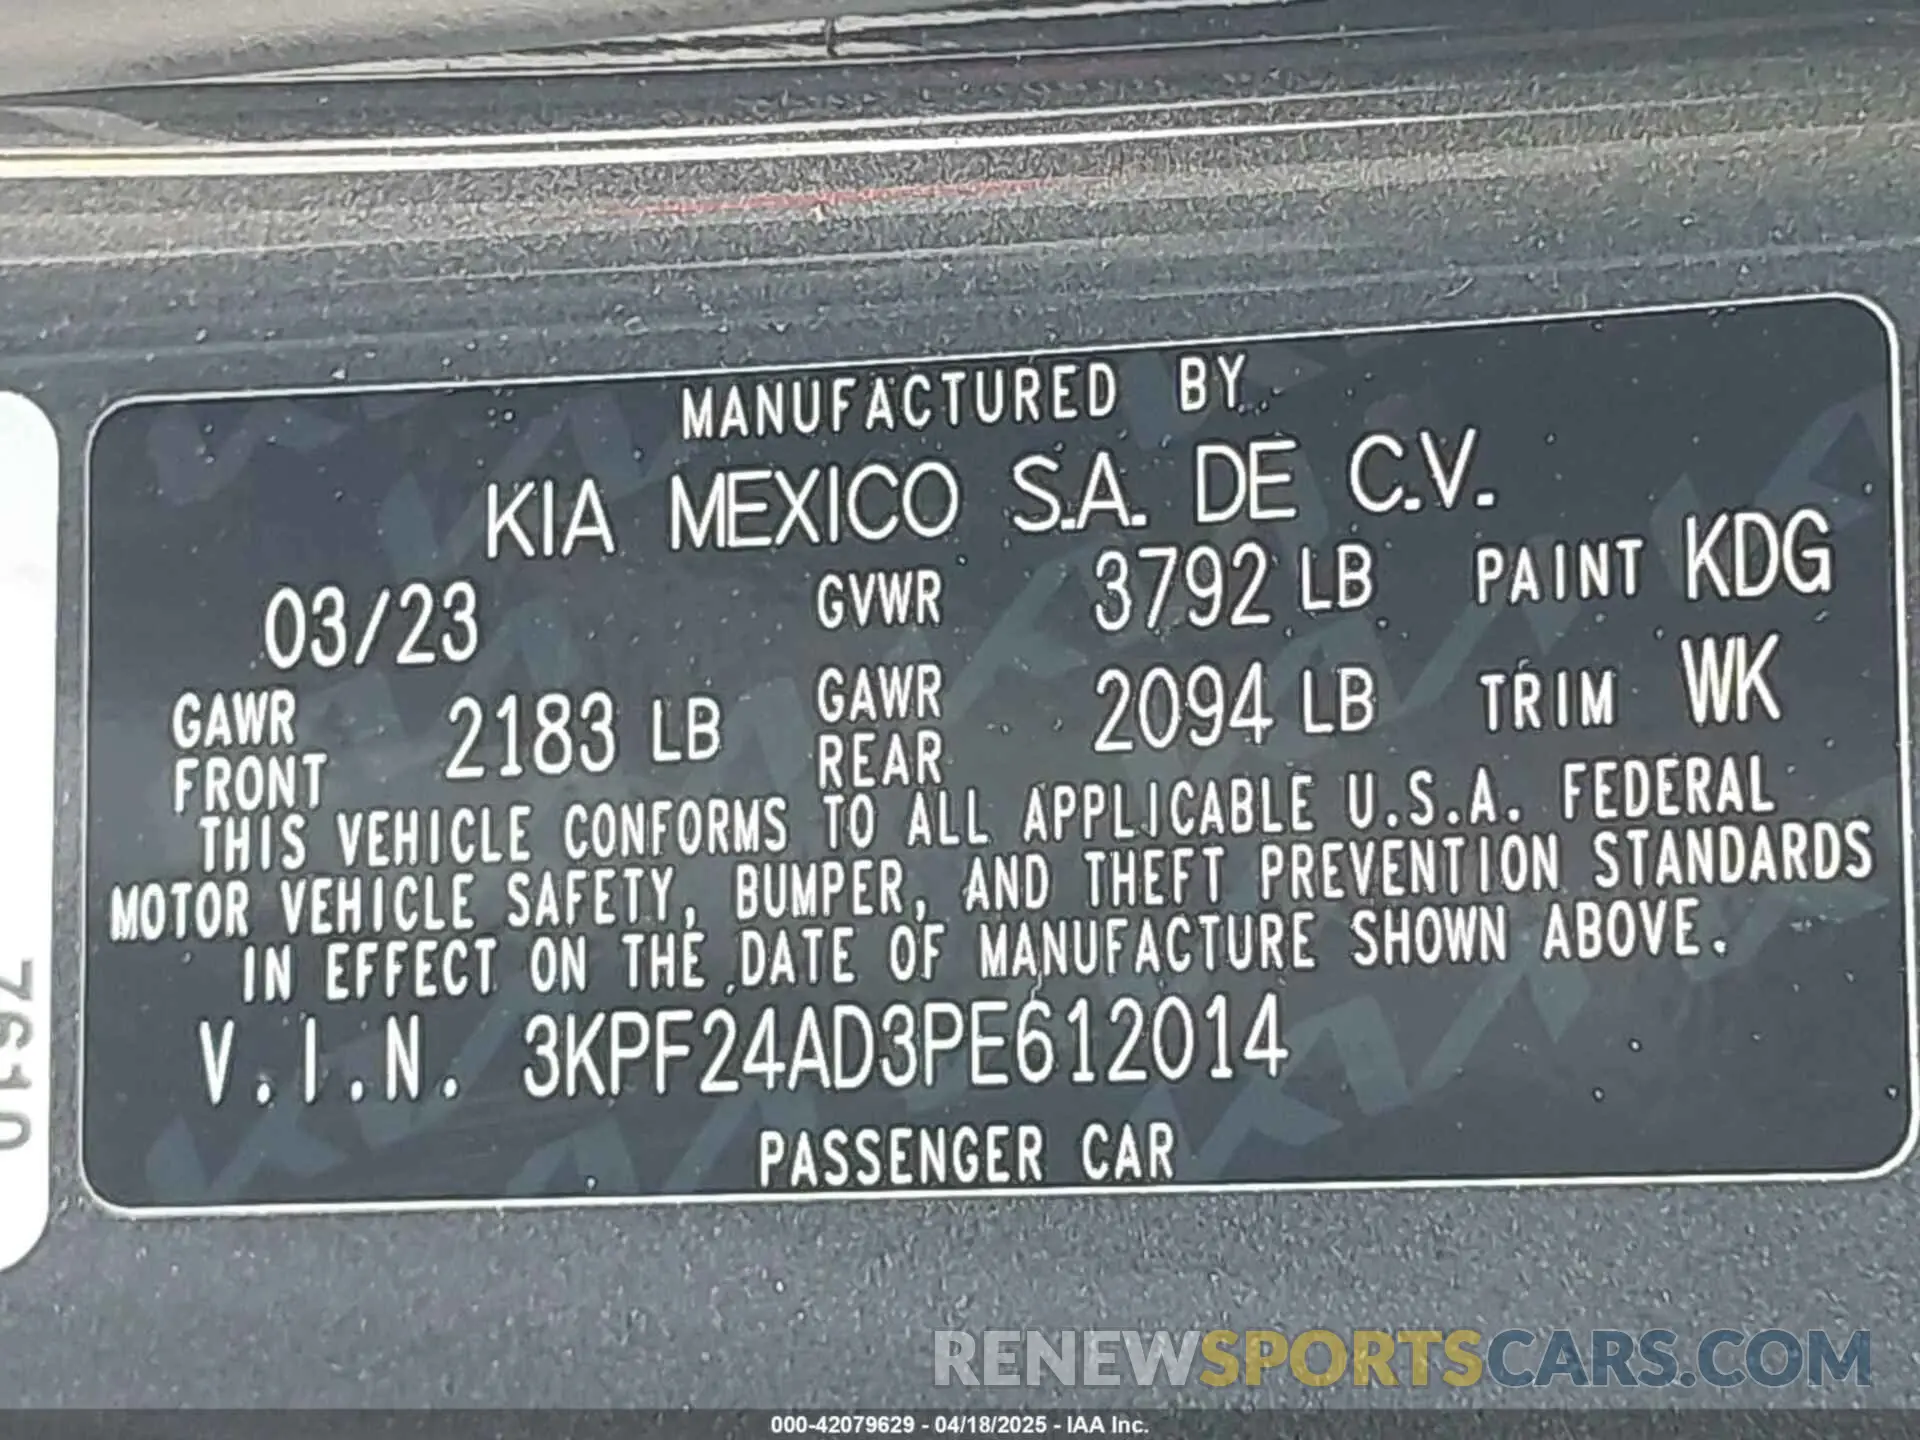 MANUFACTURED BY
KIA MEXICO S.A. DE C.V.
03/23 GVWR 3792 LB PAINT KDG
GAWR FRONT 2183 LB GAWR REAR 2094 LB TRIM WK
THIS VEHICLE CONFORMS TO ALL APPLICABLE U.S.A. FEDERAL
MOTOR VEHICLE SAFETY, BUMPER, AND THEFT PREVENTION STANDARDS
IN EFFECT ON THE DATE OF MANUFACTURE SHOWN ABOVE.
V.I.N. 3KPF24AD3PE612014
PASSENGER CAR
RENEWSPORTSCARS.COM
000-42079629 - 04/18/2025 - IAA Inc.